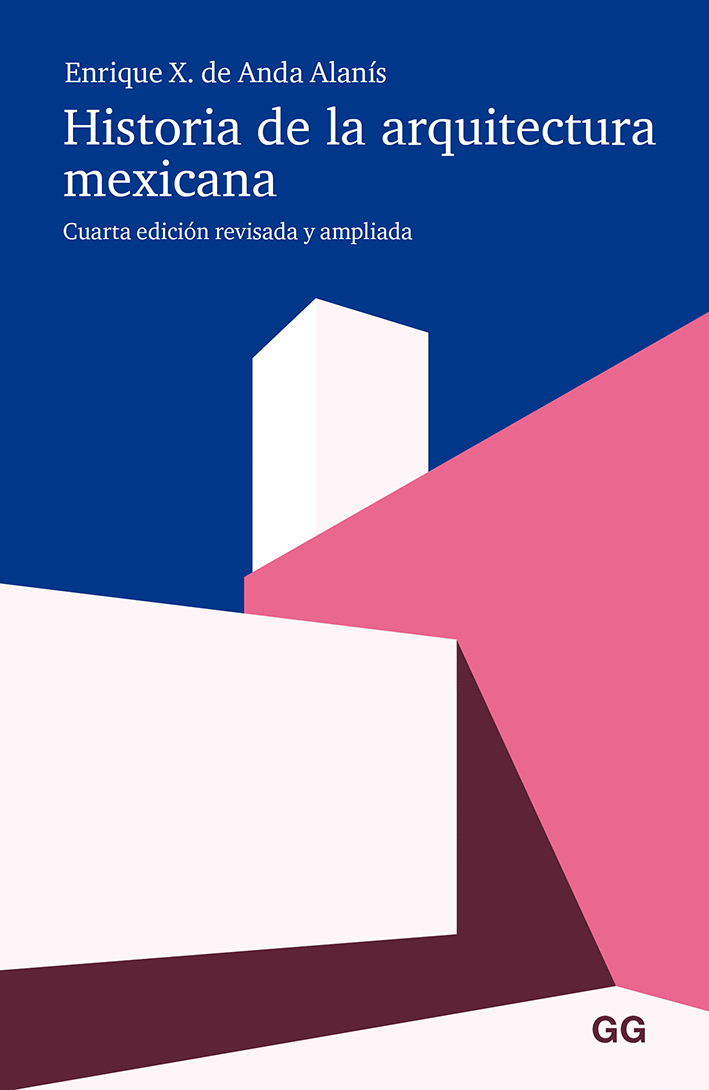 Enrique X. de Anda Alanís
Historia de la arquitectura
mexicana
Cuarta edición revisada y ampliada
GG